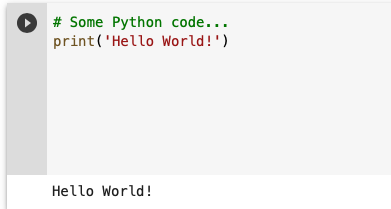 # Some Python code...
print('Hello World!')
Hello World!